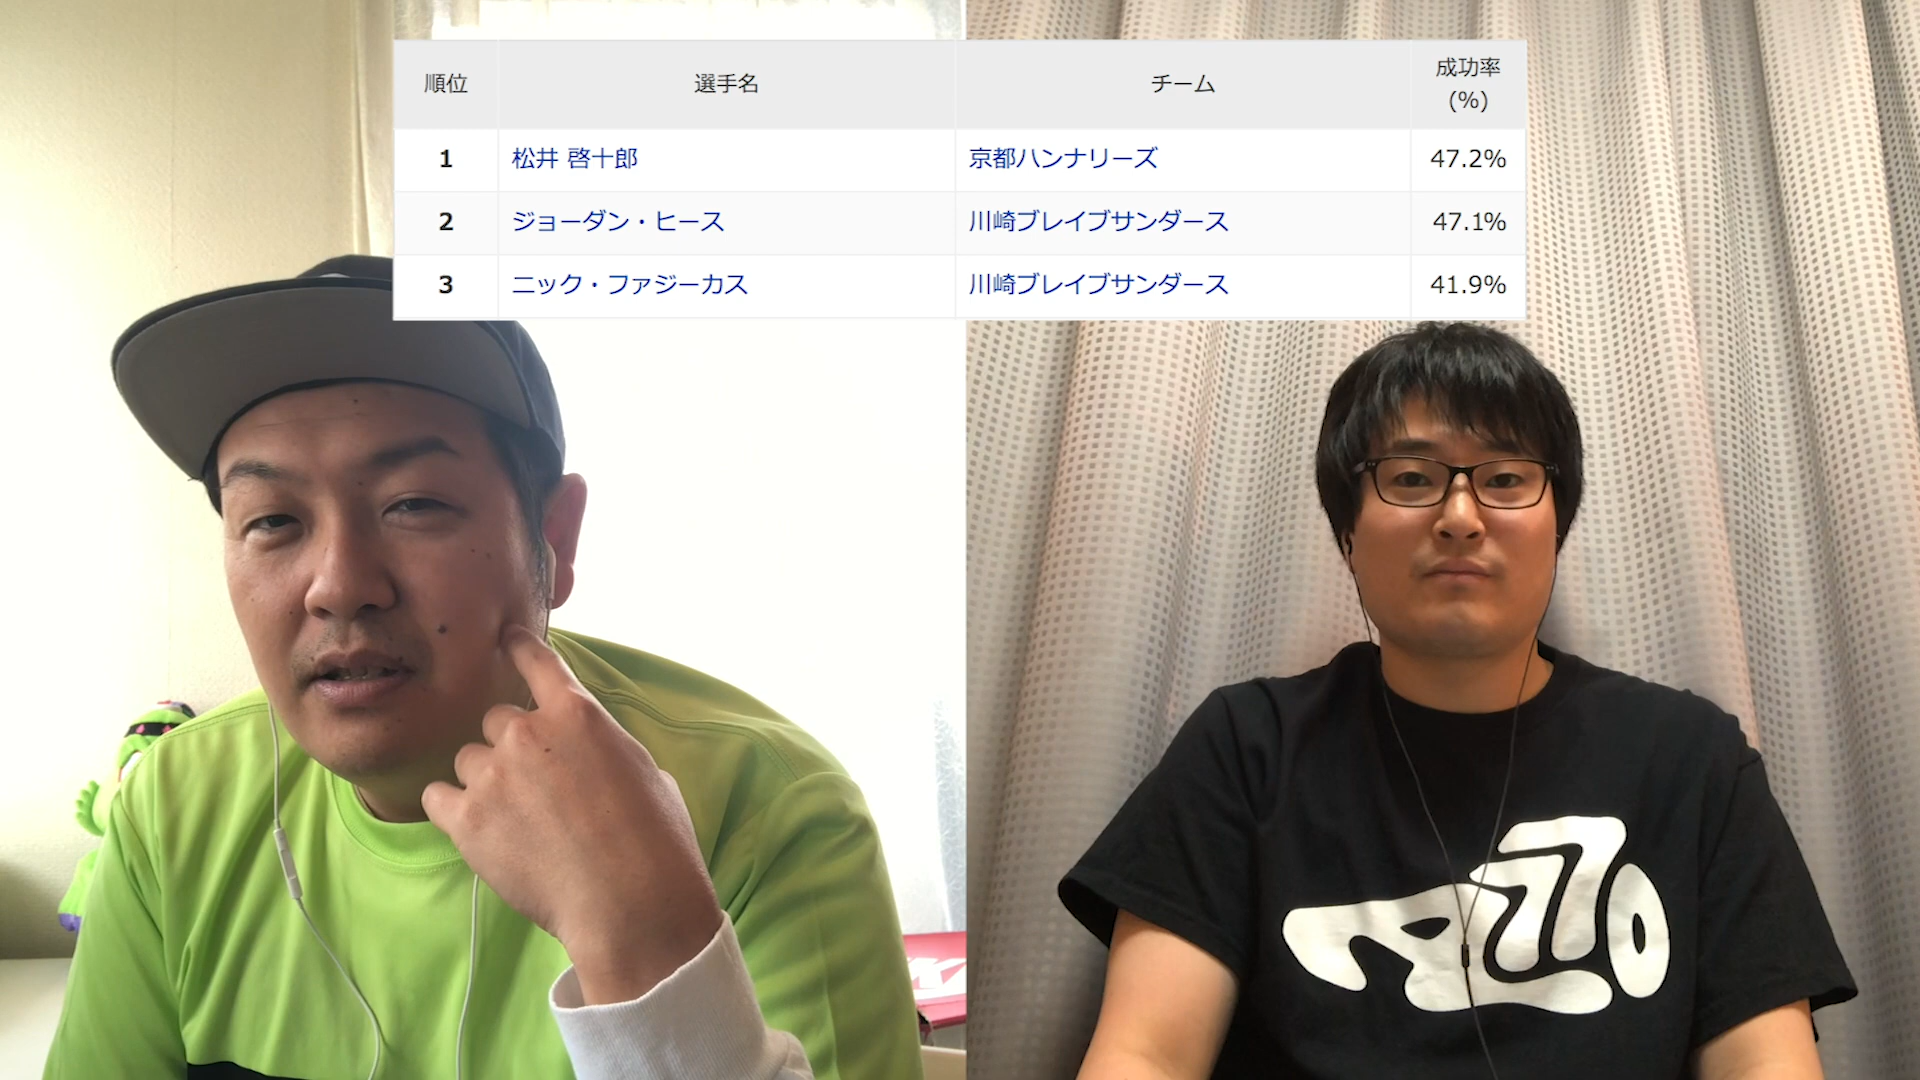 順位 選手名 チーム 成功率
(%)
1 松井 啓十郎 京都ハンナリーズ 47.2%
2 ジョーダン・ヒース 川崎ブレイブサンダース 47.1%
3 ニック・ファジーカス 川崎ブレイブサンダース 41.9%